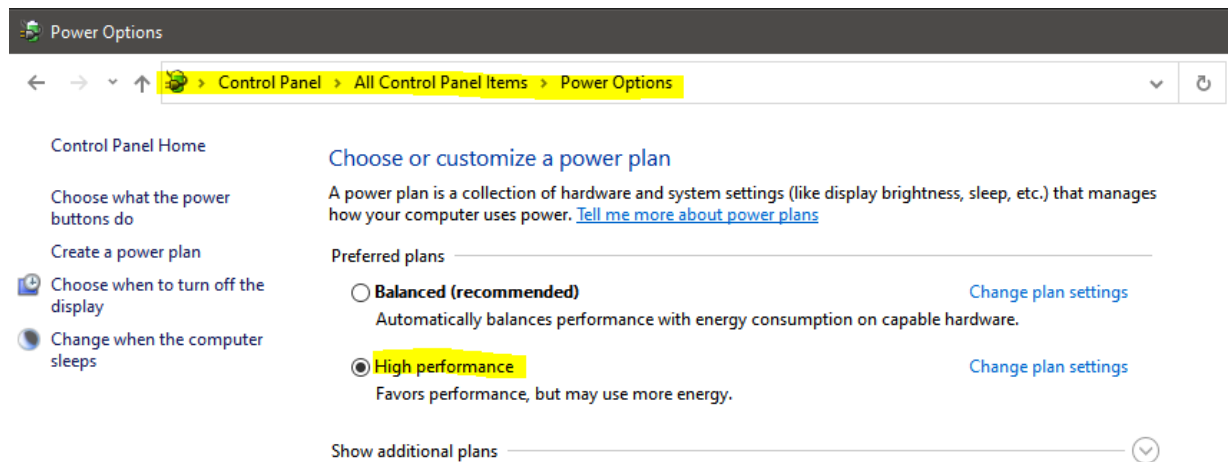 Power Options
Control Panel > All Control Panel Items > Power Options
Control Panel Home
Choose what the power
buttons do
Create a power plan
Choose when to turn off the
display
Change when the computer
sleeps
Choose or customize a power plan
A power plan is a collection of hardware and system settings (like display brightness, sleep, etc.) that manages
how your computer uses power. Tell me more about power plans
Preferred plans
Balanced (recommended) Change plan settings
Automatically balances performance with energy consumption on capable hardware.
High performance Change plan settings
Favors performance, but may use more energy.
Show additional plans